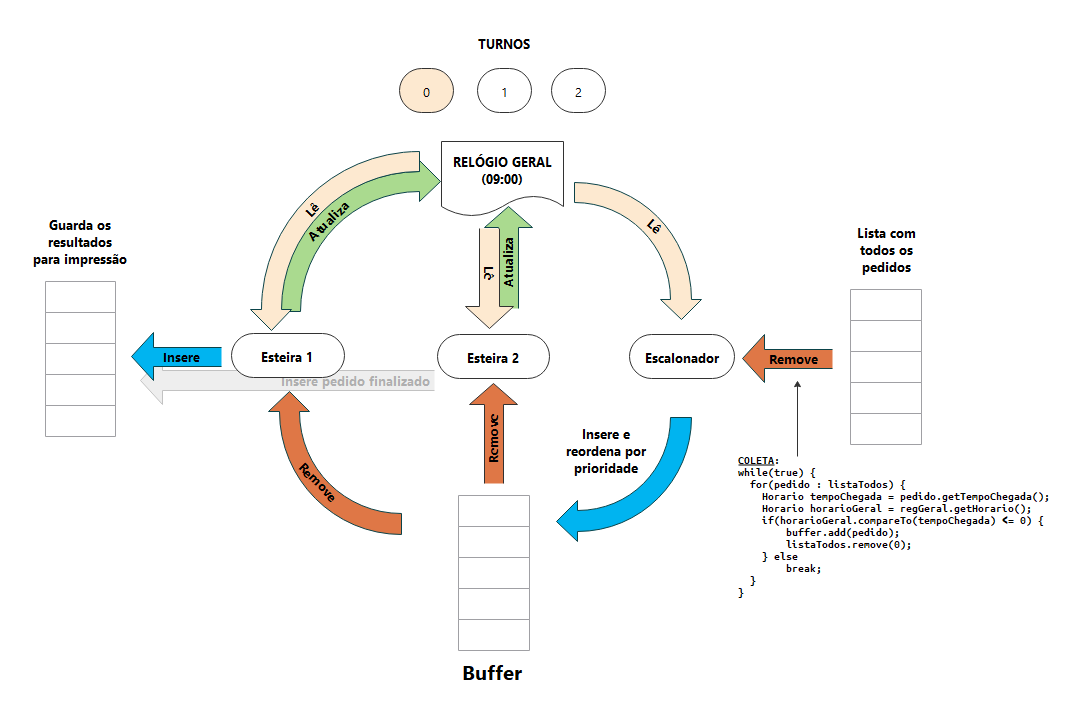 TURNOS
0
1
2
RELÓGIO GERAL
(09:00)
Lê
Atualiza
Lê
Atualiza
Lê
Guarda os
resultados
para impressão
Lista com
todos os
pedidos
Insere
Esteira 1
Esteira 2
Escalonador
Remove
Insere pedido finalizado
Remove
Remove
Insere e
reordena por
prioridade
COLETA:
while(true) {
  for(pedido : listaTodos) {
    Horario tempoChegada = pedido.getTempoChegada();
    Horario horarioGeral = regGeral.getHorario();
    if(horarioGeral.compareTo(tempoChegada) <= 0) {
        buffer.add(pedido);
        listaTodos.remove(0);
    } else
        break;
  }
}
Buffer